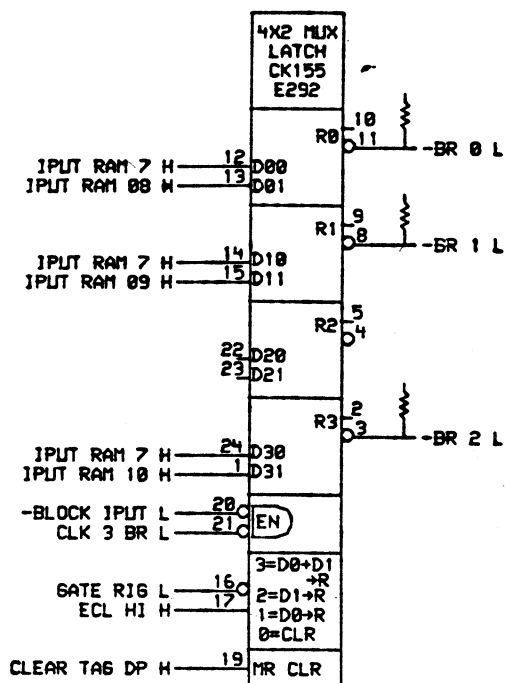 4X2 MUX
LATCH
CK155
E292
R0 10
11 -BR 0 L
IPUT RAM 7 H 12 D00
IPUT RAM 08 H 13 D01
R1 9
8 -BR 1 L
IPUT RAM 7 H 14 D10
IPUT RAM 09 H 15 D11
R2 5
4
22 D20
23 D21
R3 2
3 -BR 2 L
IPUT RAM 7 H 24 D30
IPUT RAM 10 H 1 D31
-BLOCK IPUT L 20
CLK 3 BR L 21
EN
3=D0+D1
→R
GATE RIG L 16 2=D1→R
ECL HI H 17 1=D0→R
0=CLR
CLEAR TAG DP H 19 MR CLR